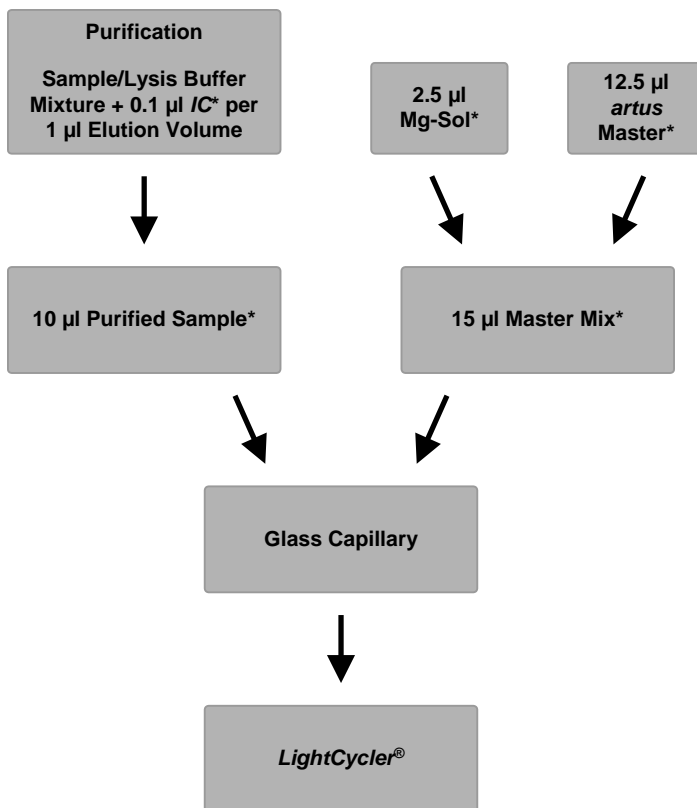 Purification
Sample/Lysis Buffer
Mixture + 0.1 µl IC* per
1 µl Elution Volume
2.5 µl
Mg-Sol*
12.5 µl
artus
Master*
10 µl Purified Sample*
15 µl Master Mix*
Glass Capillary
LightCycler®